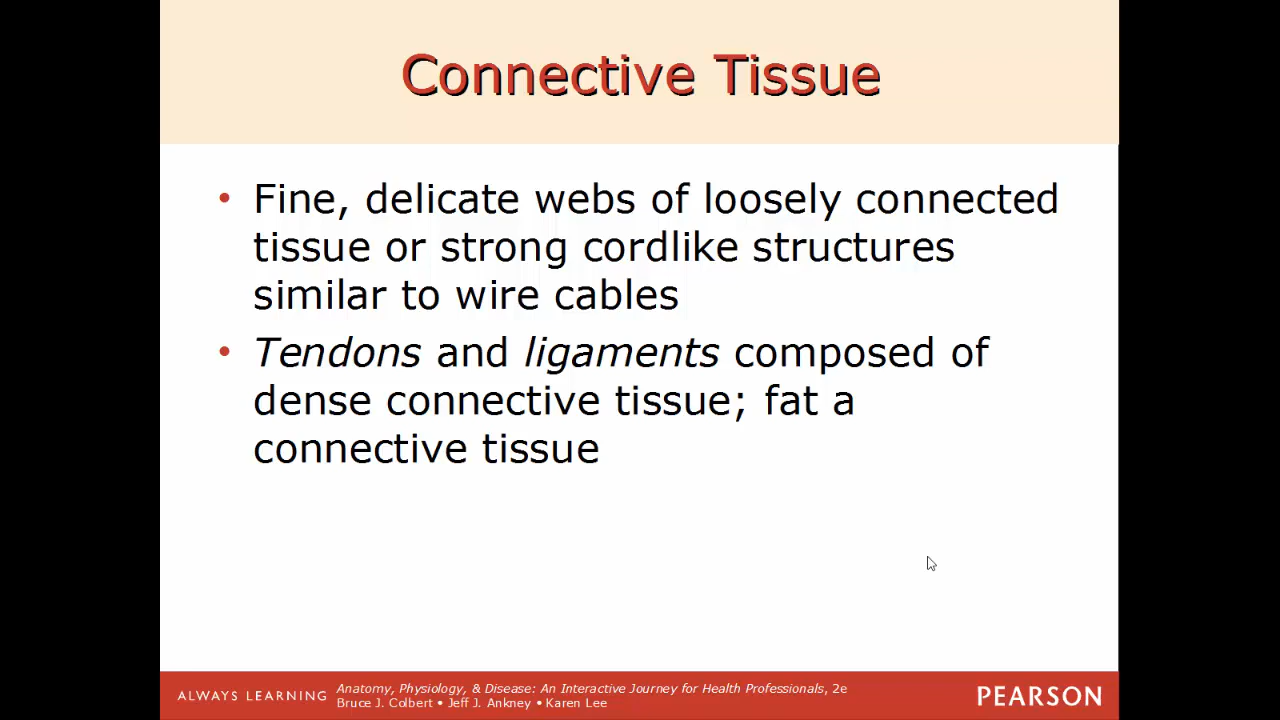 Connective Tissue
• Fine, delicate webs of loosely connected
tissue or strong cordlike structures
similar to wire cables
• Tendons and ligaments composed of
dense connective tissue; fat a
connective tissue
ALWAYS LEARNING
Anatomy, Physiology, & Disease: An Interactive Journey for Health Professionals, 2e
Bruce J. Colbert • Jeff J. Ankney • Karen Lee
PEARSON